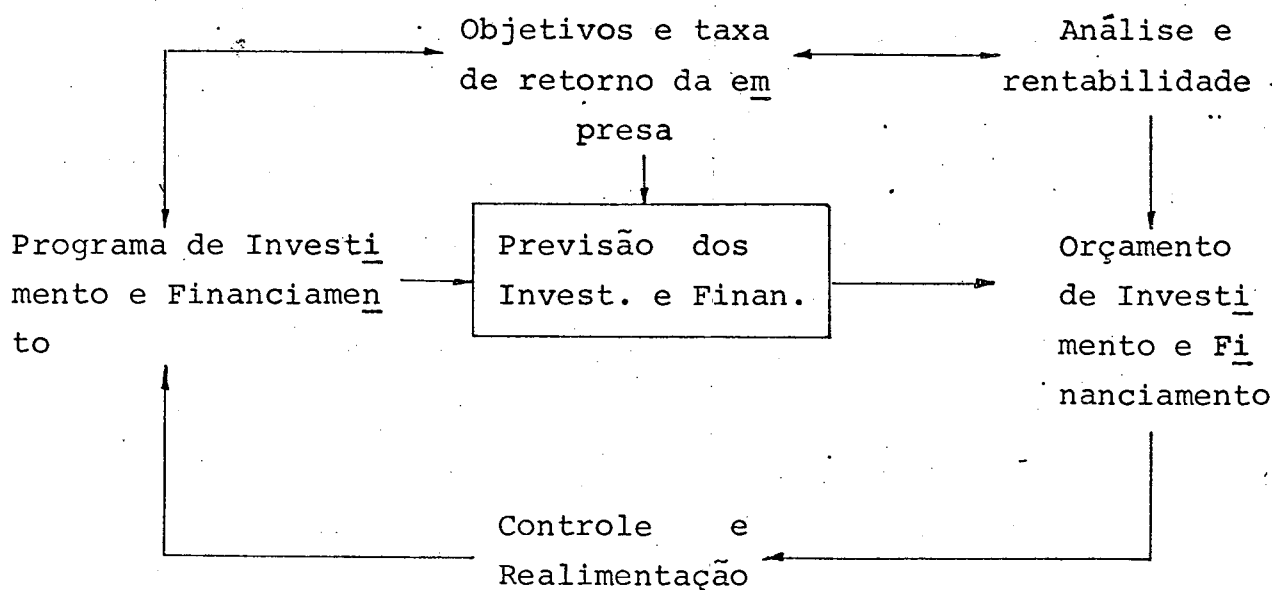 Objetivos e taxa
de retorno da em
presa
Análise e
rentabilidade
Programa de Investi
mento e Financiamen
to
Previsão dos
Invest. e Finan.
Orçamento
de Investi
mento e Fi
nanciamento
Controle e
Realimentação